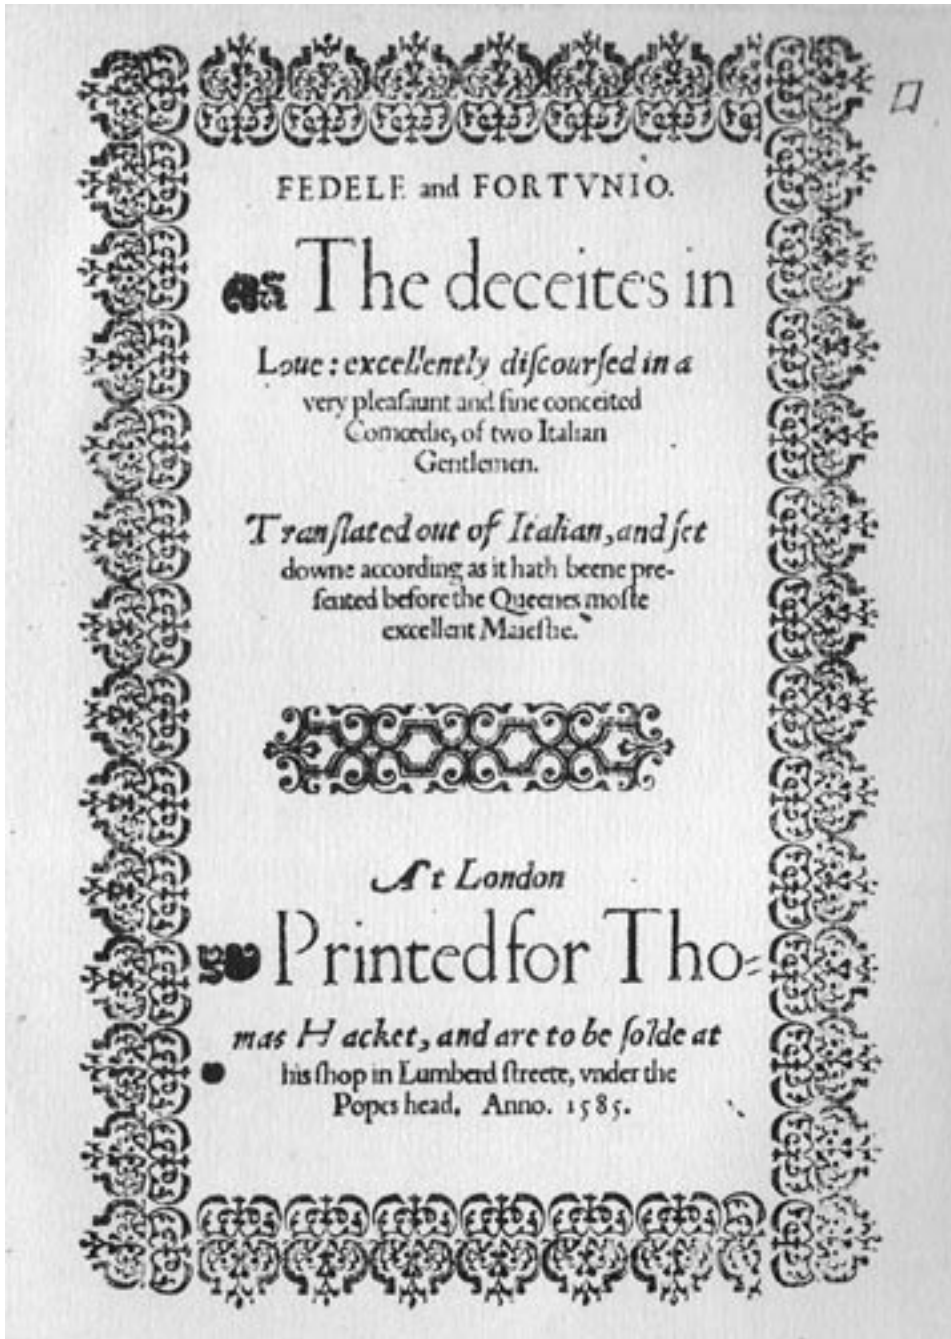 FEDELE and FORTVNIO.
The deceites in
Loue: excellently diſcourſed in a
very pleaſaunt and fine conceited
Comœdie, of two Italian
Gentlemen.
Tranſlated out of Italian, and ſet
downe according as it hath beene pre-
ſented before the Queenes moſte
excellent Maieſtie.
At London
Printed for Tho-
mas Hacket, and are to be ſolde at
his ſhop in Lumberd ſtreete, vnder the
Popes head. Anno. 1585.